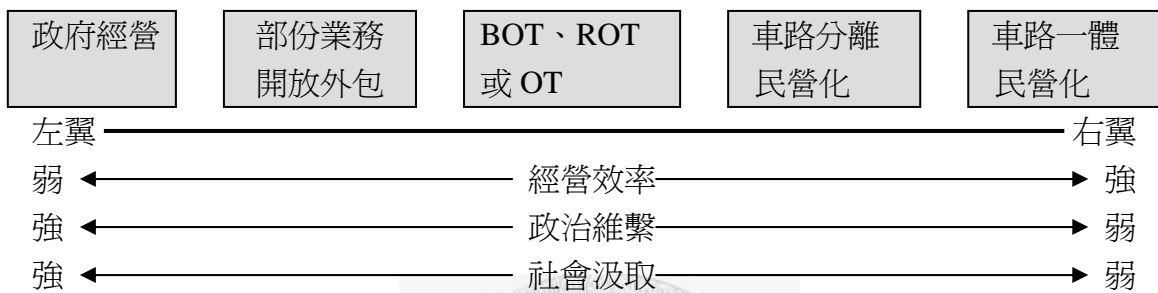 政府經營
部份業務
開放外包
BOT、ROT
或 OT
車路分離
民營化
車路一體
民營化
左翼 右翼
弱 經營效率 強
強 政治維繫 弱
強 社會汲取 弱